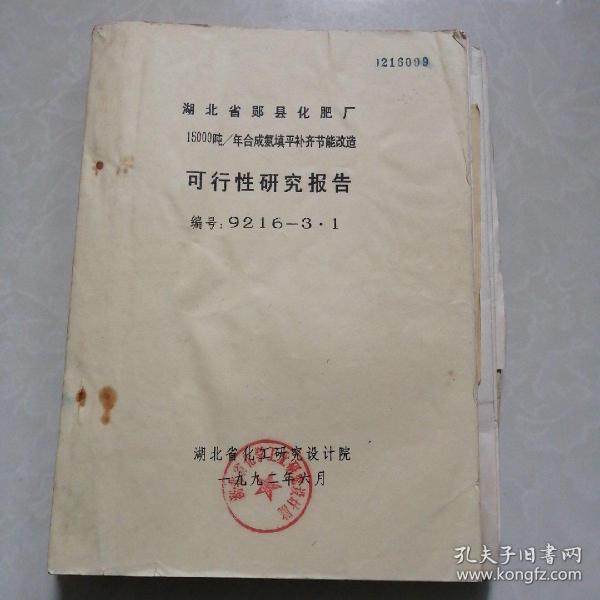 0216009
湖北省郧县化肥厂
15000吨/年合成氨填平补齐节能改造
可行性研究报告
编号:9216-3·1
湖北省化工研究设计院
一九九二年六月
孔夫子旧书网
www.kongfz.com